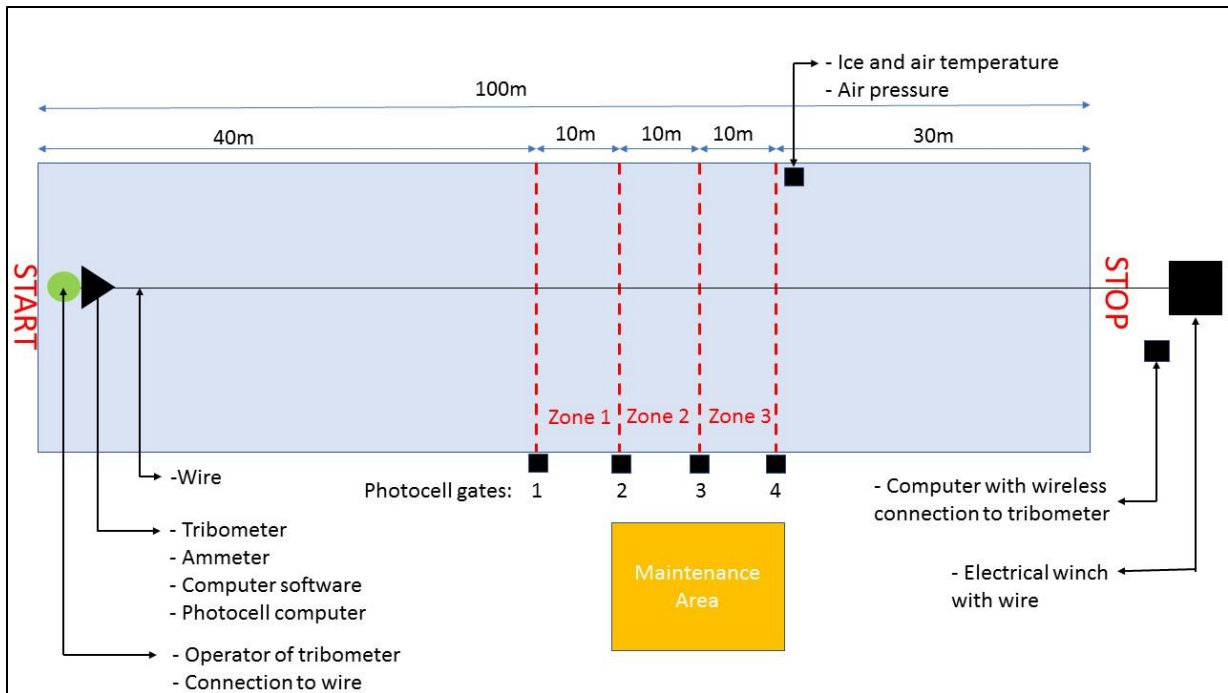 - Ice and air temperature
- Air pressure
100m
40m
10m
10m
10m
30m
START
STOP
Zone 1
Zone 2
Zone 3
-Wire
Photocell gates:
1
2
3
4
- Computer with wireless
connection to tribometer
- Tribometer
- Ammeter
- Computer software
- Photocell computer
Maintenance
Area
- Electrical winch
with wire
- Operator of tribometer
- Connection to wire